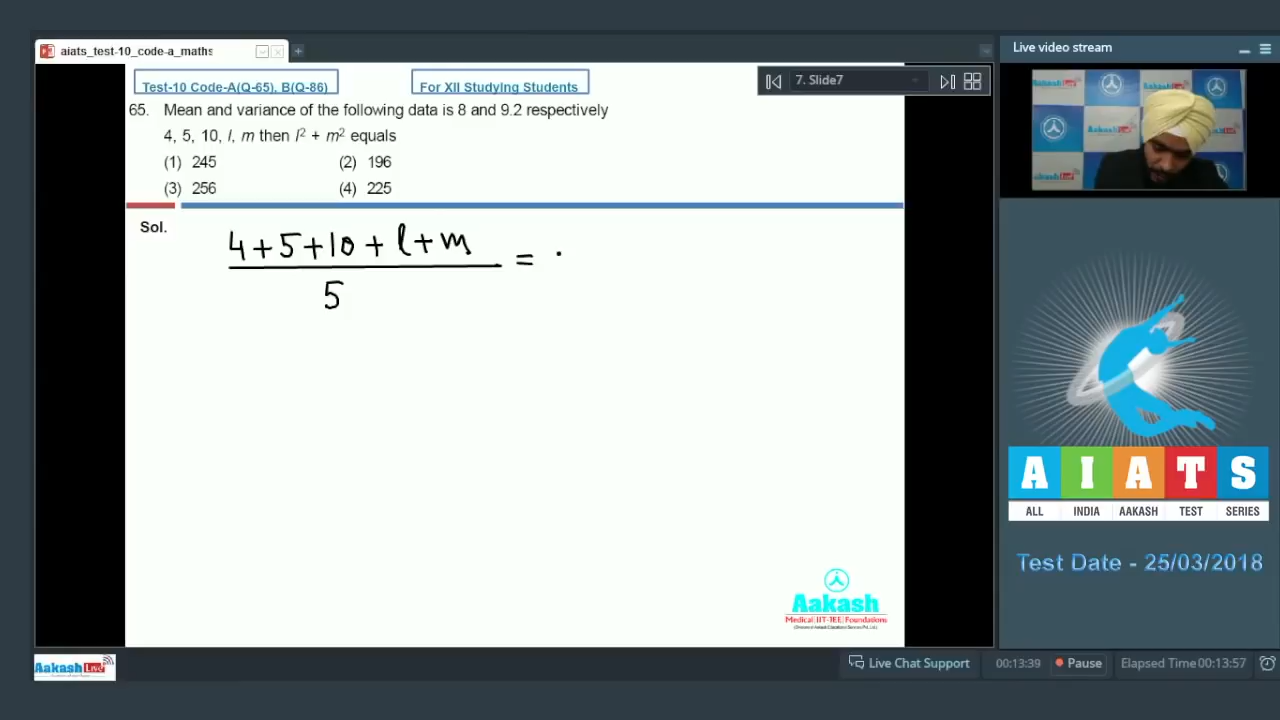 aiats_test-10_code-a_maths
Live video stream
Test-10 Code-A(Q-65), B(Q-86)
For XII Studying Students
7. Slide7
65. Mean and variance of the following data is 8 and 9.2 respectively
4, 5, 10, l, m then l² + m² equals
(1) 245 (2) 196
(3) 256 (4) 225
Sol.
4+5+10+l+m
=
5
A I A T S
ALL INDIA AAKASH TEST SERIES
Test Date - 25/03/2018
Aakash
Medical|IIT-JEE|Foundations
Aakash Live
Live Chat Support
00:13:39
Pause
Elapsed Time 00:13:57